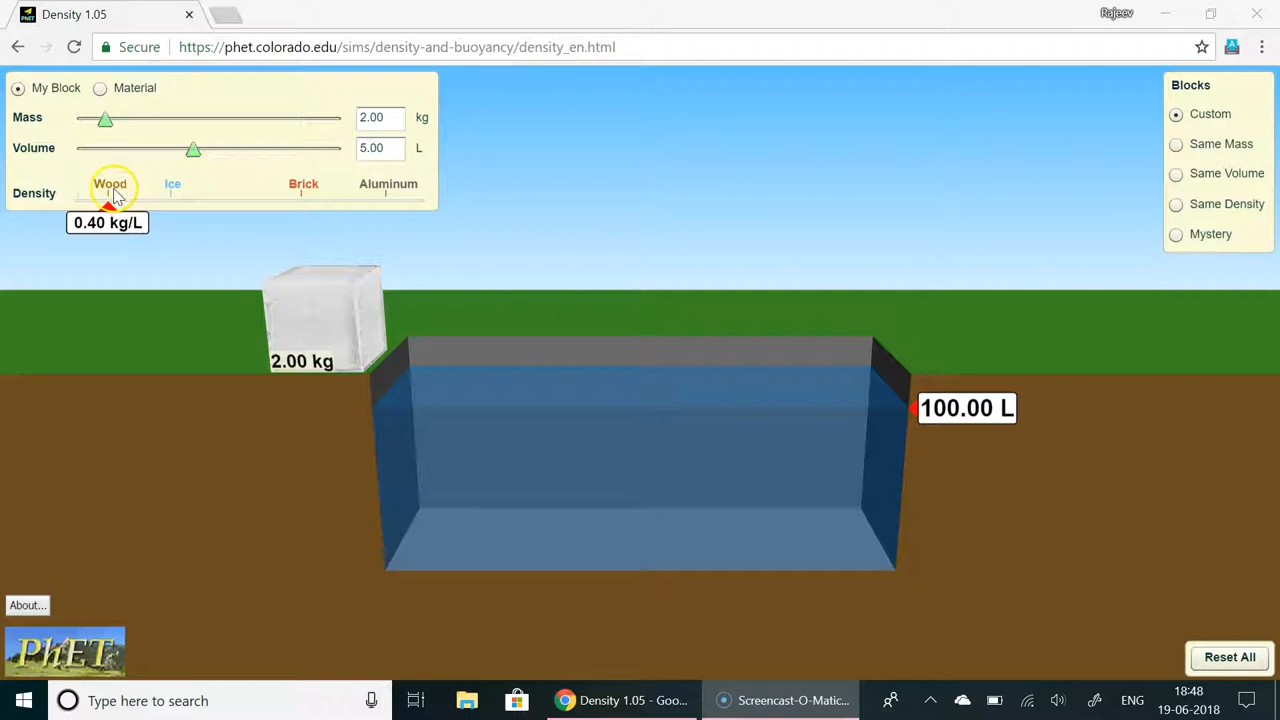 Density 1.05
Rajeev
Secure
https://phet.colorado.edu/sims/density-and-buoyancy/density_en.html
My Block
Material
Mass
2.00
kg
Volume
5.00
L
Density
Wood
Ice
Brick
Aluminum
0.40 kg/L
Blocks
Custom
Same Mass
Same Volume
Same Density
Mystery
2.00 kg
100.00 L
About...
PhET
Reset All
Type here to search
Density 1.05 - Goo...
Screencast-O-Matic...
ENG
18:48
19-06-2018